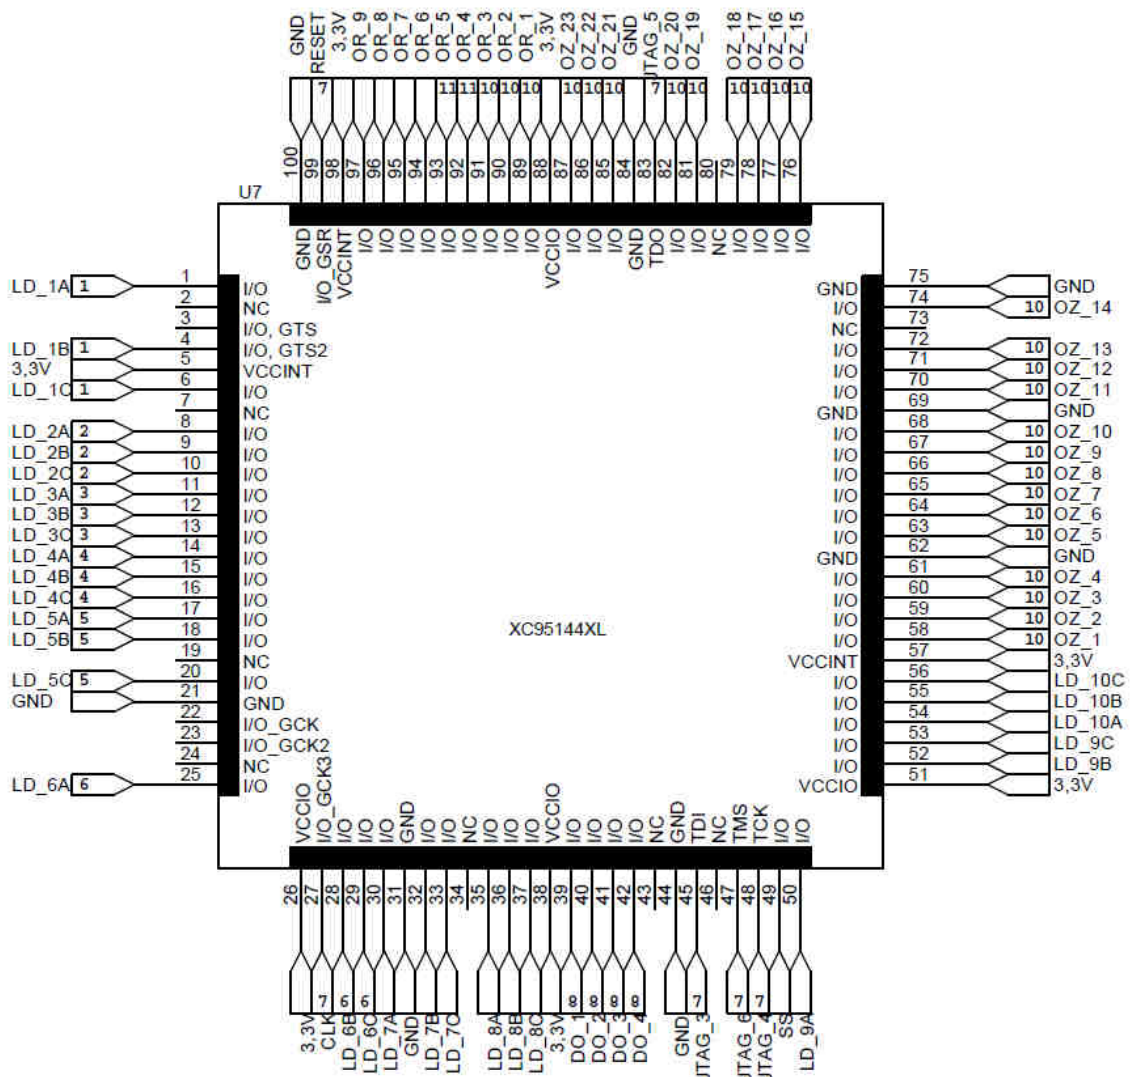 GND RESET 3,3V OR_9 OR_8 OR_7 OR_6 OR_5 OR_4 OR_3 OR_2 OR_1 3,3V OZ_23 OZ_22 OZ_21 GND JTAG_5 OZ_20 OZ_19 OZ_18 OZ_17 OZ_16 OZ_15
7 11 11 10 10 10 10 10 10 7 10 10 10 10 10 10
100 99 98 97 96 95 94 93 92 91 90 89 88 87 86 85 84 83 82 81 80 79 78 77 76
U7
GND I/O_GSR VCCINT I/O I/O I/O I/O I/O I/O I/O I/O I/O VCCIO I/O I/O I/O GND TDO I/O I/O NC I/O I/O I/O I/O
LD_1A 1 1 I/O
2 NC
3 I/O, GTS
LD_1B 1 4 I/O, GTS2
3,3V 5 VCCINT
LD_1C 1 6 I/O
7 NC
LD_2A 2 8 I/O
LD_2B 2 9 I/O
LD_2C 2 10 I/O
LD_3A 3 11 I/O
LD_3B 3 12 I/O
LD_3C 3 13 I/O
LD_4A 4 14 I/O
LD_4B 4 15 I/O
LD_4C 4 16 I/O
LD_5A 5 17 I/O
LD_5B 5 18 I/O
19 NC
LD_5C 5 20 I/O
GND 21 GND
22 I/O_GCK
23 I/O_GCK2
24 NC
LD_6A 6 25 I/O
XC95144XL
GND 75 GND
I/O 74 10 OZ_14
NC 73
I/O 72 10 OZ_13
I/O 71 10 OZ_12
I/O 70 10 OZ_11
GND 69 GND
I/O 68 10 OZ_10
I/O 67 10 OZ_9
I/O 66 10 OZ_8
I/O 65 10 OZ_7
I/O 64 10 OZ_6
I/O 63 10 OZ_5
GND 62 GND
I/O 61 10 OZ_4
I/O 60 10 OZ_3
I/O 59 10 OZ_2
I/O 58 10 OZ_1
VCCINT 57 3,3V
I/O 56 LD_10C
I/O 55 LD_10B
I/O 54 LD_10A
I/O 53 LD_9C
I/O 52 LD_9B
VCCIO 51 3,3V
VCCIO I/O_GCK3 I/O I/O I/O GND I/O I/O NC I/O I/O I/O VCCIO I/O I/O I/O I/O NC GND TDI NC TMS TCK I/O I/O
26 27 28 29 30 31 32 33 34 35 36 37 38 39 40 41 42 43 44 45 46 47 48 49 50
7 6 6 8 8 8 8 7 7 7
3,3V CLK LD_6B LD_6C LD_7A GND LD_7B LD_7C LD_8A LD_8B LD_8C 3,3V DO_1 DO_2 DO_3 DO_4 GND JTAG_3 JTAG_6 JTAG_4 SS LD_9A